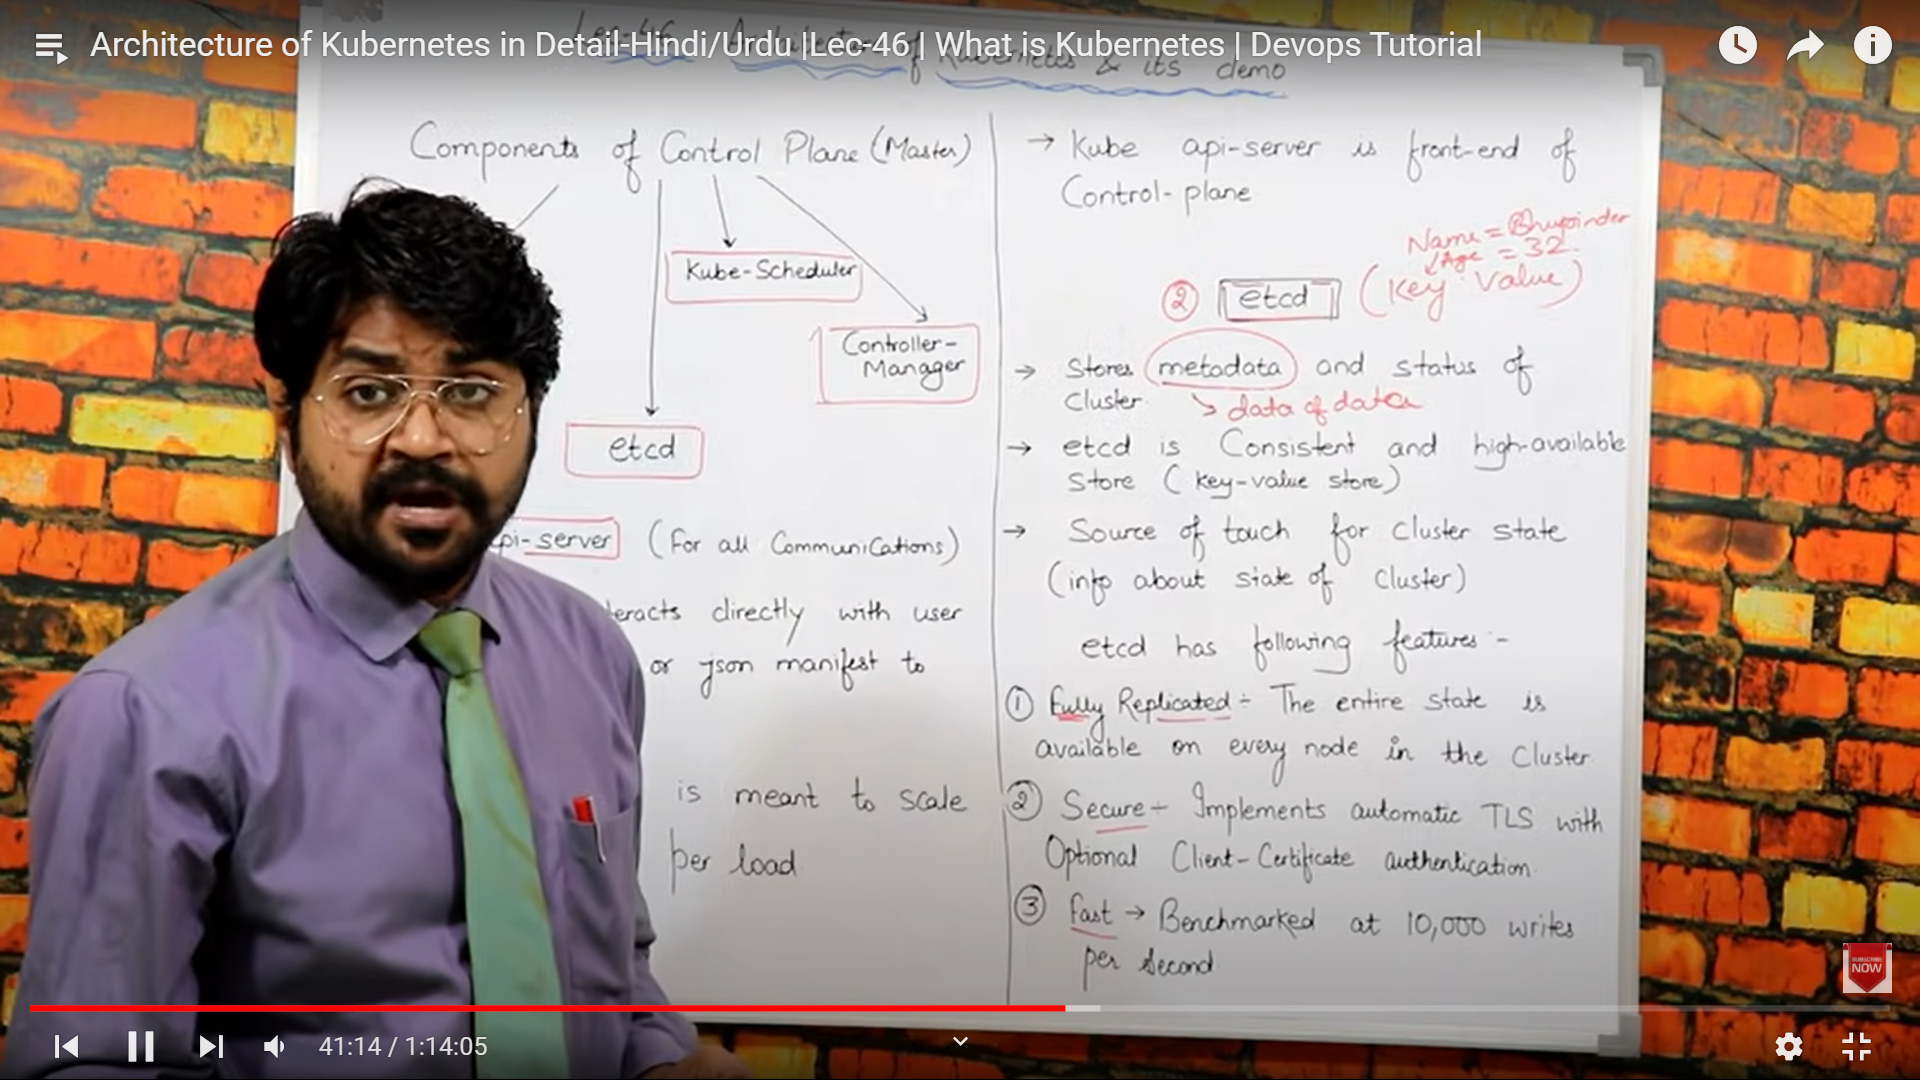 Architecture of Kubernetes in Detail-Hindi/Urdu |Lec-46 | What is Kubernetes | Devops Tutorial
Kubernetes & its demo
Components of Control Plane (Master)
Kube-Scheduler
Controller-
Manager
etcd
pi-server (For all Communications)
teracts directly with user
or json manifest to
is meant to scale
per load
→ Kube api-server is front-end of
Control-plane
Name = Bhupinder
Age = 32
② etcd (Key Value)
→ Stores metadata and status of
Cluster
data of data
→ etcd is Consistent and high-available
Store (key-value store)
→ Source of touch for cluster state
(info about state of cluster)
etcd has following features :-
① Fully Replicated ÷ The entire state is
available on every node in the cluster
② Secure ÷ Implements automatic TLS with
Optional Client-Certificate authentication.
③ fast → Benchmarked at 10,000 writes
per second
SUBSCRIBE
NOW
41:14 / 1:14:05